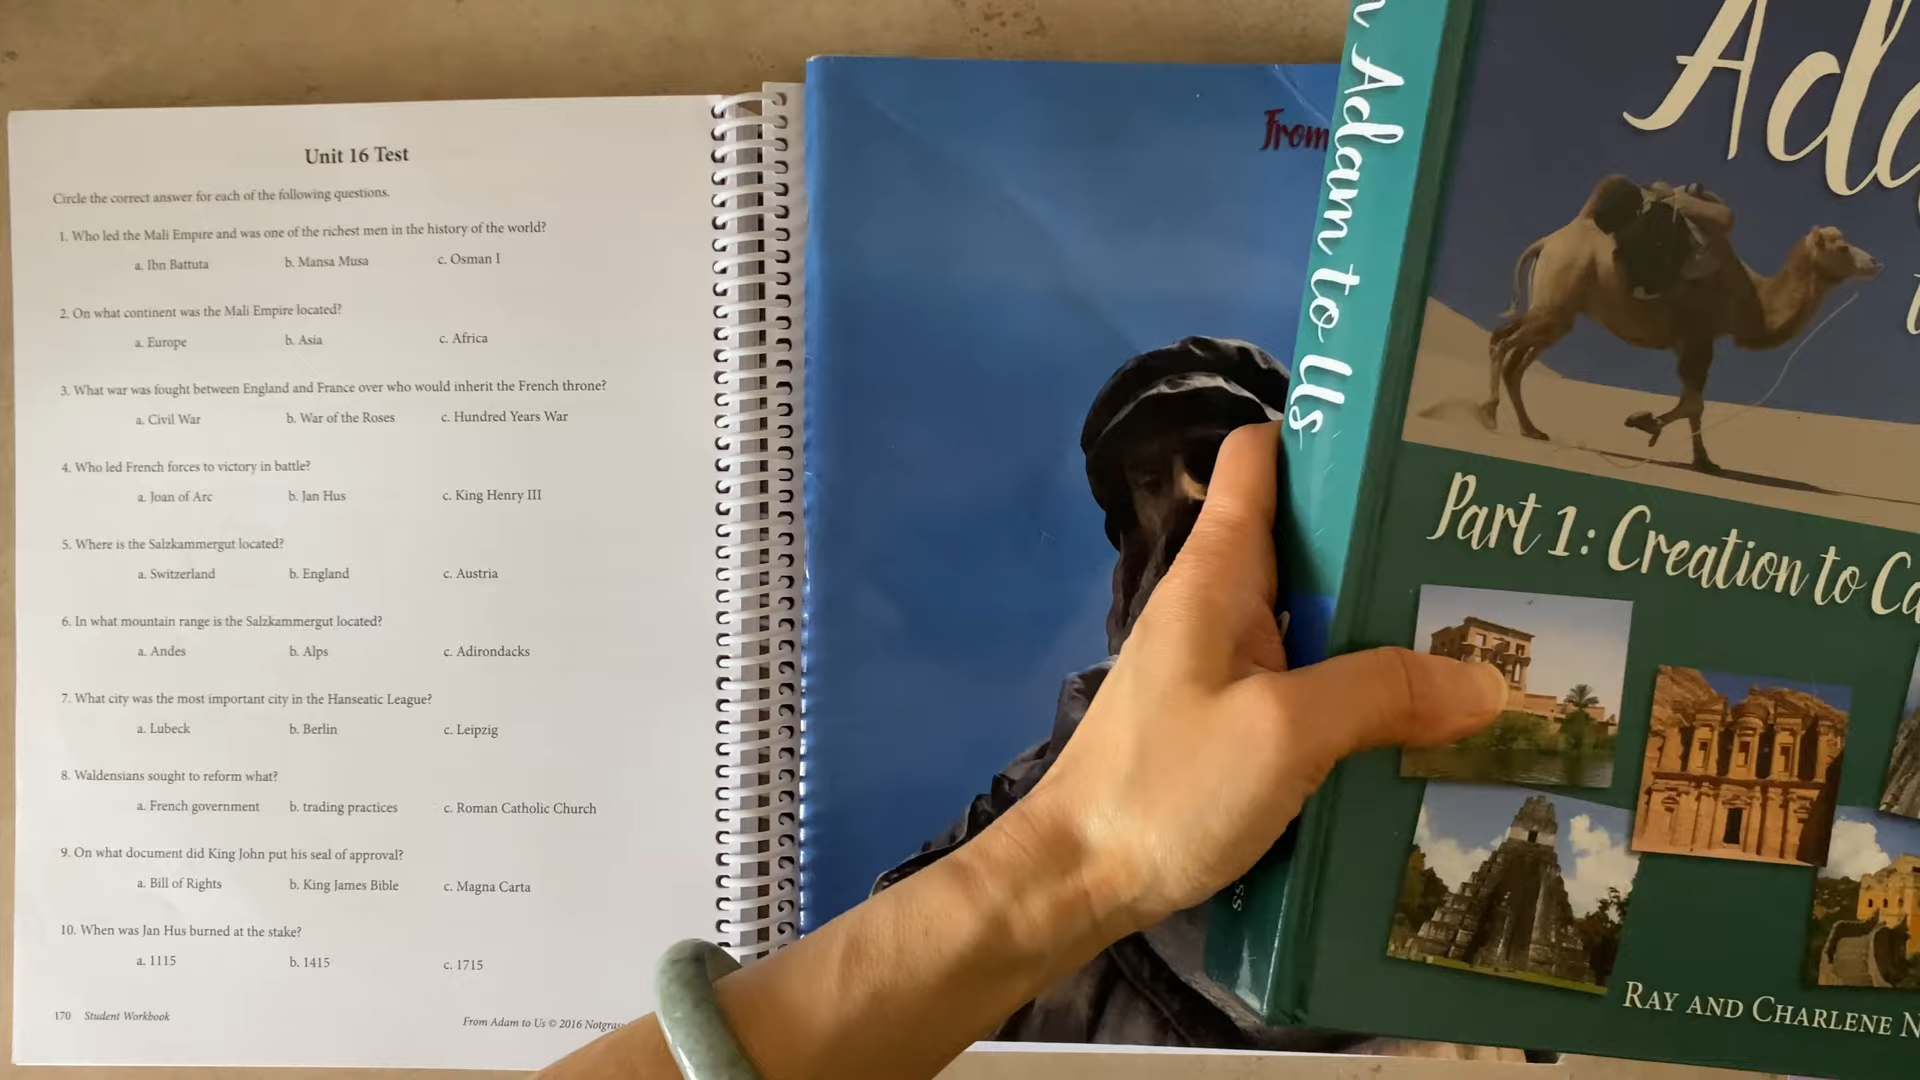 Unit 16 Test
Circle the correct answer for each of the following questions.
1. Who led the Mali Empire and was one of the richest men in the history of the world?
a. Ibn Battuta b. Mansa Musa c. Osman I
2. On what continent was the Mali Empire located?
a. Europe b. Asia c. Africa
3. What war was fought between England and France over who would inherit the French throne?
a. Civil War b. War of the Roses c. Hundred Years War
4. Who led French forces to victory in battle?
a. Joan of Arc b. Jan Hus c. King Henry III
5. Where is the Salzkammergut located?
a. Switzerland b. England c. Austria
6. In what mountain range is the Salzkammergut located?
a. Andes b. Alps c. Adirondacks
7. What city was the most important city in the Hanseatic League?
a. Lubeck b. Berlin c. Leipzig
8. Waldensians sought to reform what?
a. French government b. trading practices c. Roman Catholic Church
9. On what document did King John put his seal of approval?
a. Bill of Rights b. King James Bible c. Magna Carta
10. When was Jan Hus burned at the stake?
a. 1115 b. 1415 c. 1715
170 Student Workbook
From Adam to Us © 2016
From
Adam to Us
Part 1: Creation to
RAY AND CHARLENE